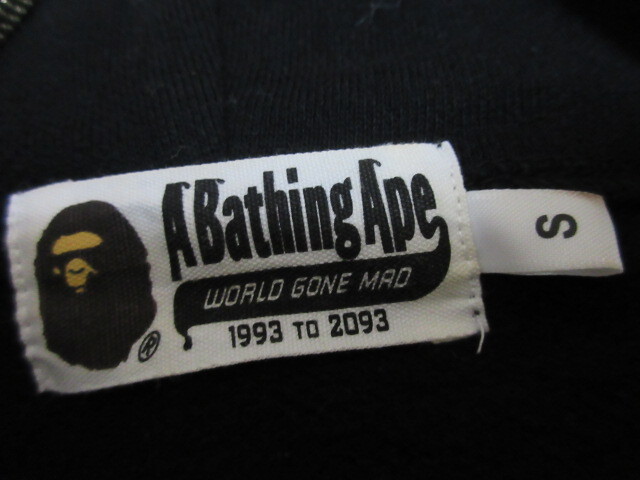 A Bathing Ape
WORLD GONE MAD
1993 TO 2093
®
S